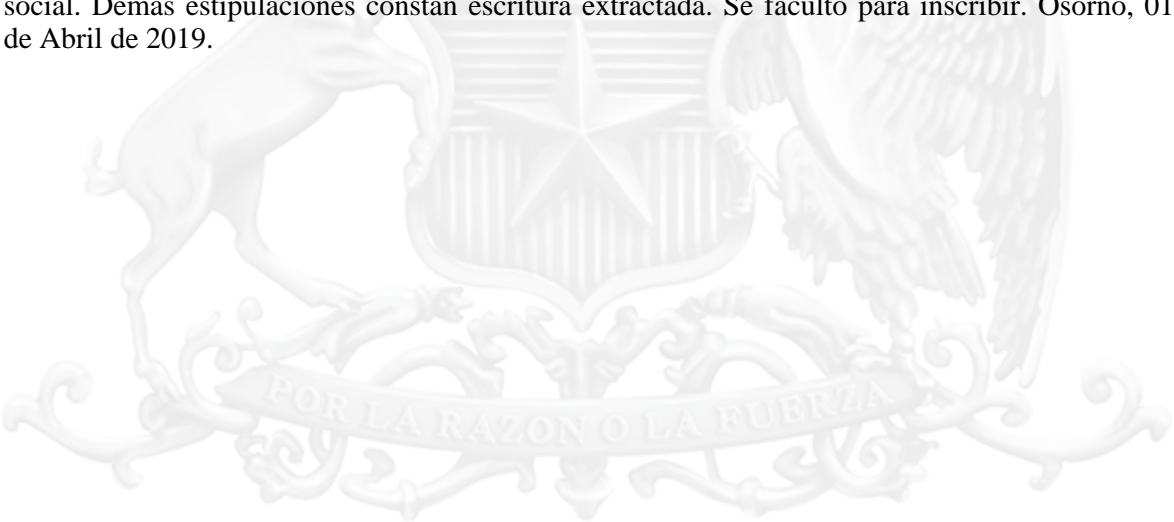 social. Demás estipulaciones constan escritura extractada. Se facultó para inscribir. Osorno, 01
de Abril de 2019.
POR LA RAZON O LA FUERZA